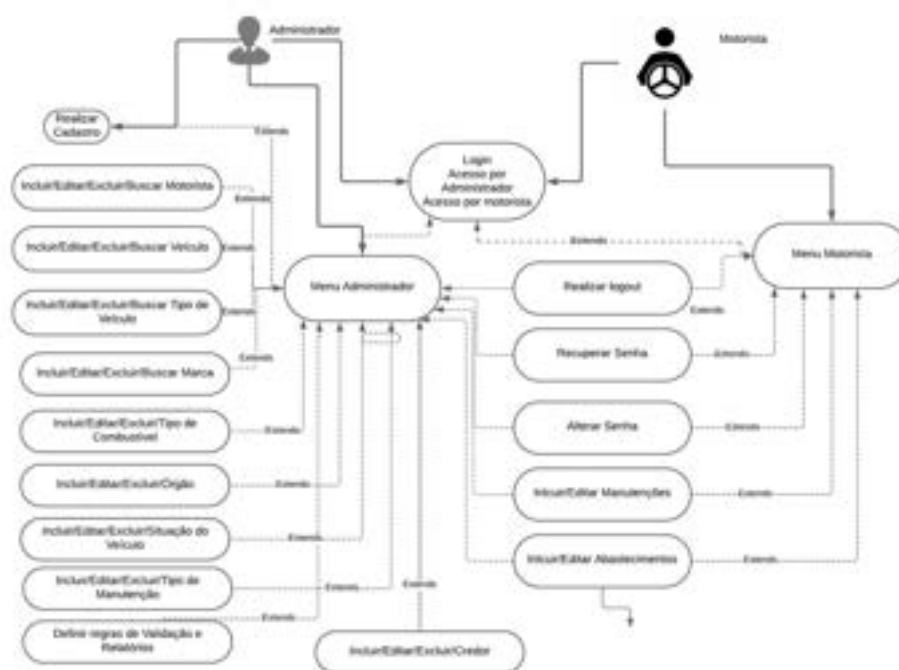 Administrador
Motorista
Realizar
Cadastro
Extends
Login
Acesso por
Administrador
Acesso por motorista
Incluir/Editar/Excluir/Buscar Motorista
Extends
Extends
Incluir/Editar/Excluir/Buscar Veículo
Extends
Menu Motorista
Menu Administrador
Realizar logout
Incluir/Editar/Excluir/Buscar Tipo de
Veículo
Extends
Extends
Recuperar Senha
Extends
Extends
Incluir/Editar/Excluir/Buscar Marca
Incluir/Editar/Excluir/Tipo de
Combustível
Extends
Alterar Senha
Extends
Incluir/Editar/Excluir/Orgão
Extends
Intcuir/Editar Manutenções
Extends
Incluir/Editar/Excluir/Situação do
Veículo
Extends
Intcuir/Editar Abastecimentos
Extends
Incluir/Editar/Excluir/Tipo de
Manutenção
Extends
Extends
Extends
Definir regras de Validação e
Relatórios
Incluir/Editar/Excluir/Credor